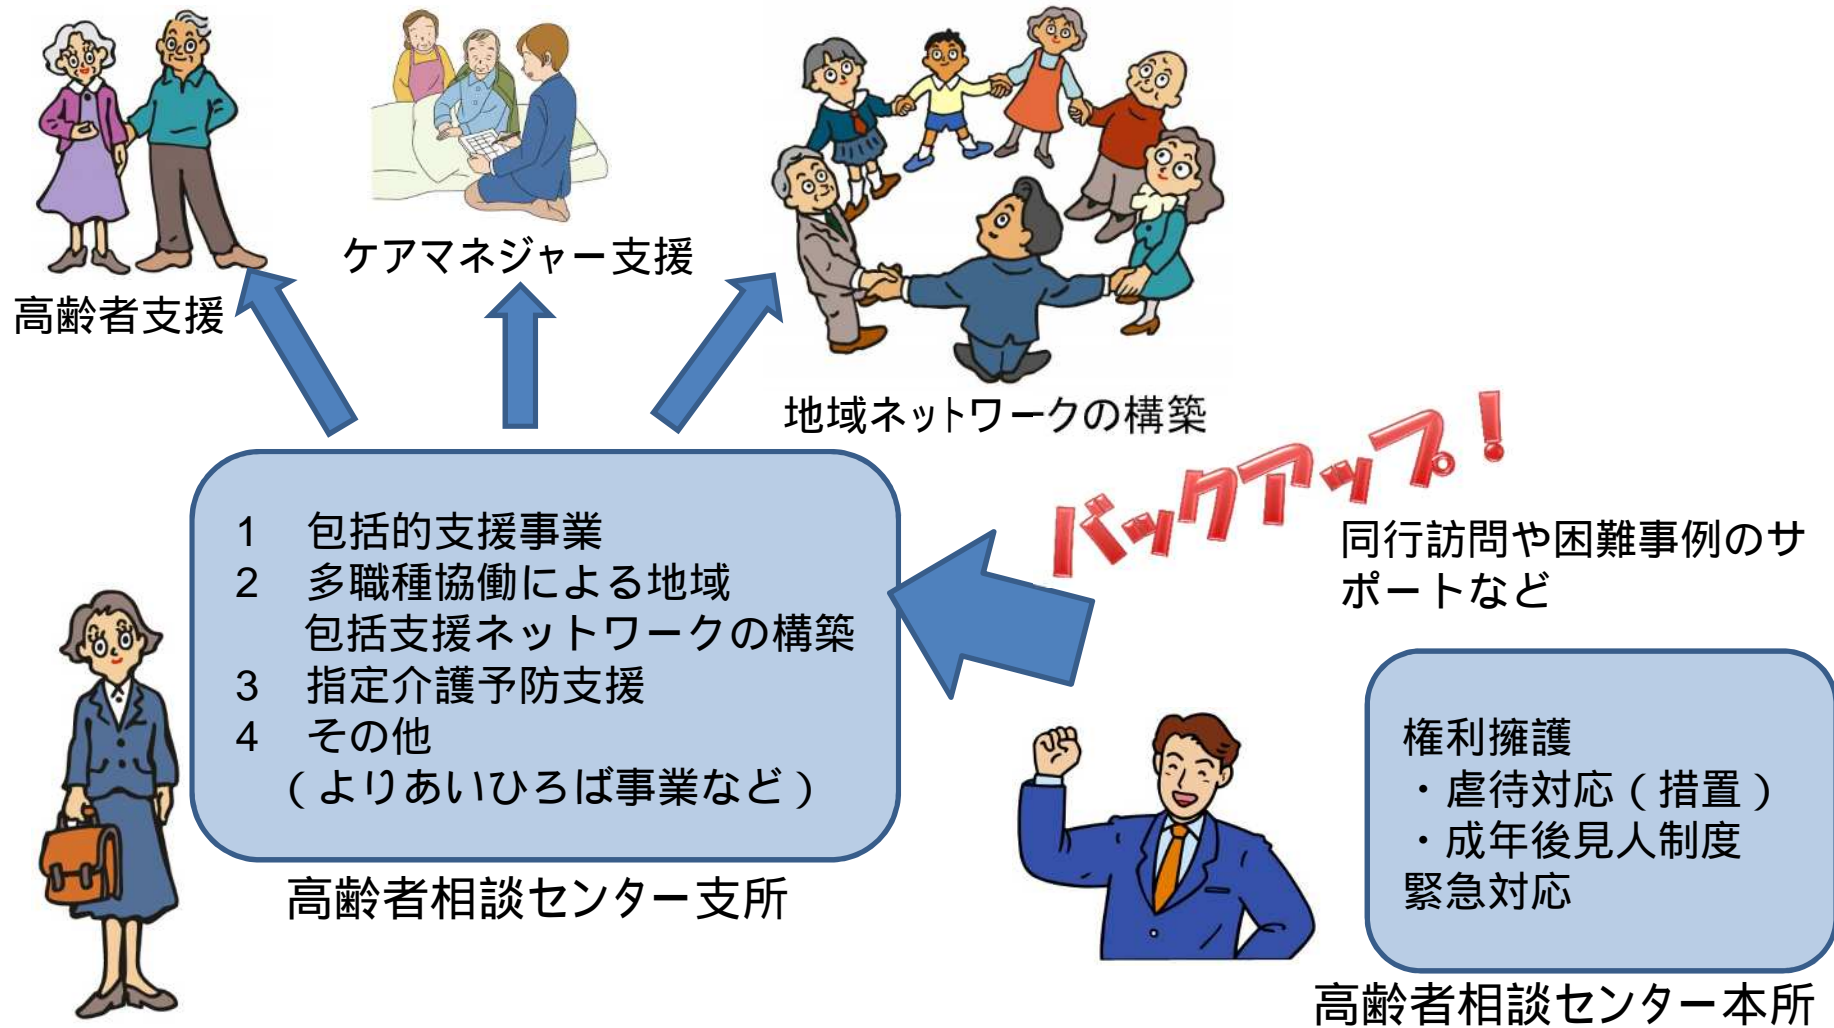 高齢者支援
ケアマネジャー支援
地域ネットワークの構築
バックアップ!
同行訪問や困難事例のサ
ポートなど
1 包括的支援事業
2 多職種協働による地域
包括支援ネットワークの構築
3 指定介護予防支援
4 その他
(よりあいひろば事業など)
高齢者相談センター支所
権利擁護
・虐待対応(措置)
・成年後見人制度
緊急対応
高齢者相談センター本所